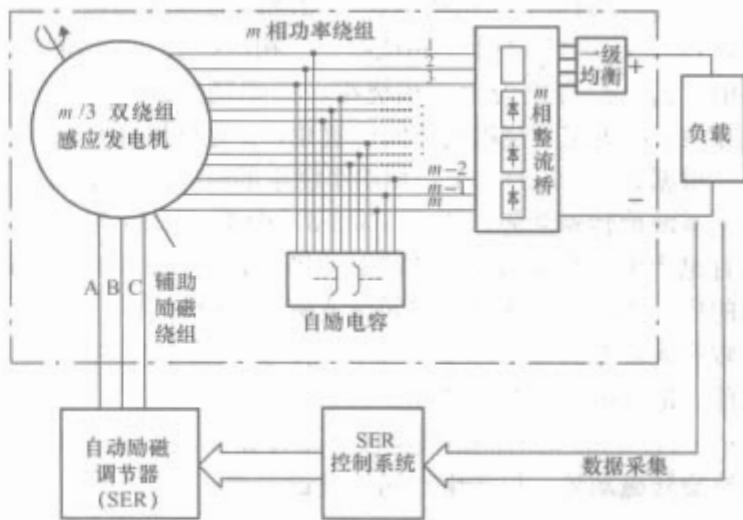 m相功率绕组
1
2
3
m/3 双绕组
感应发电机
m-2
m-1
m
m相整流桥
一级
均衡
+
负载
−
A B C
辅助
励磁
绕组
自励电容
自动励磁
调节器
(SER)
SER
控制系统
数据采集